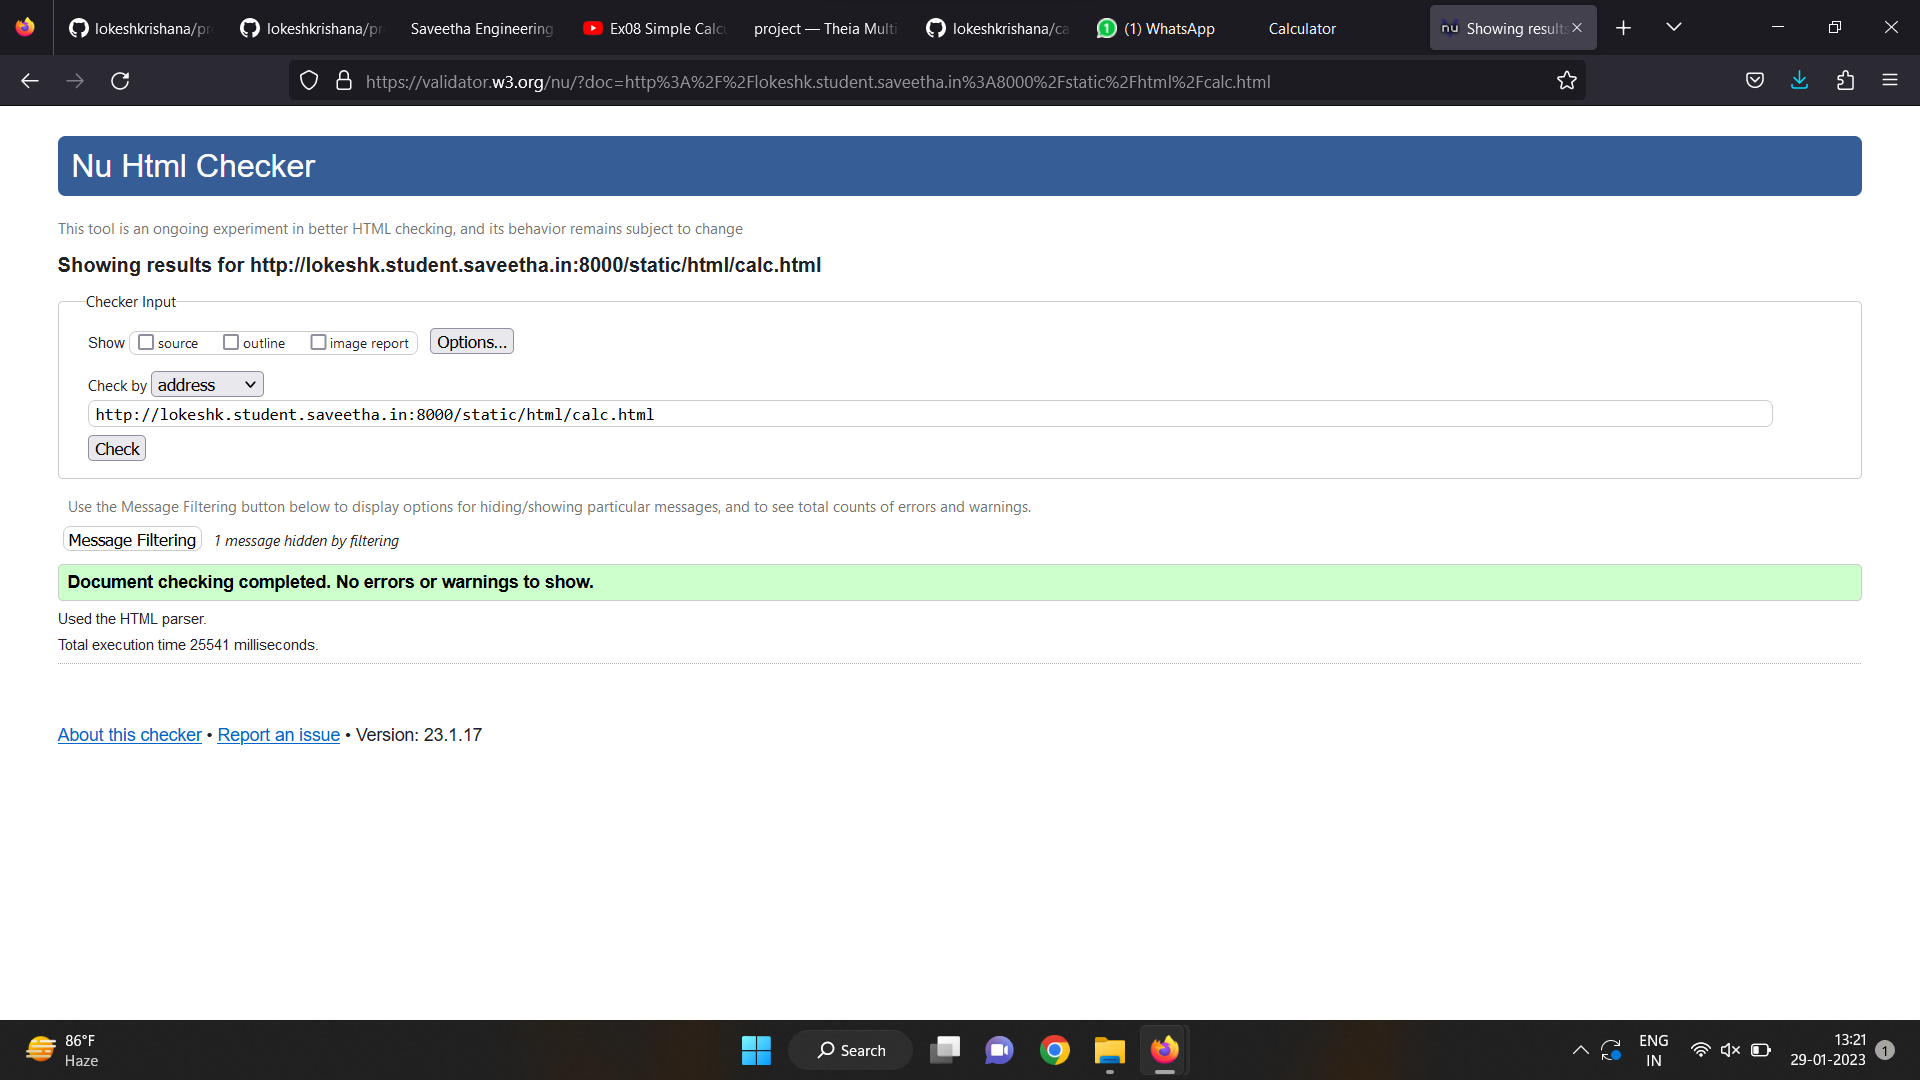 lokeshkrishana/pr
lokeshkrishana/pr
Saveetha Engineering
Ex08 Simple Calcu
project — Theia Multi
lokeshkrishana/ca
(1) WhatsApp
Calculator
nu Showing results
https://validator.w3.org/nu/?doc=http%3A%2F%2Flokeshk.student.saveetha.in%3A8000%2Fstatic%2Fhtml%2Fcalc.html
Nu Html Checker
This tool is an ongoing experiment in better HTML checking, and its behavior remains subject to change
Showing results for http://lokeshk.student.saveetha.in:8000/static/html/calc.html
Checker Input
Show source outline image report Options...
Check by address
http://lokeshk.student.saveetha.in:8000/static/html/calc.html
Check
Use the Message Filtering button below to display options for hiding/showing particular messages, and to see total counts of errors and warnings.
Message Filtering 1 message hidden by filtering
Document checking completed. No errors or warnings to show.
Used the HTML parser.
Total execution time 25541 milliseconds.
About this checker • Report an issue • Version: 23.1.17
86°F
Haze
Search
ENG
IN
13:21
29-01-2023
1